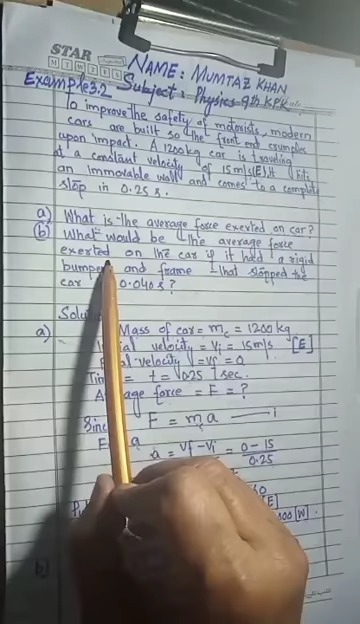 STAR
M T W T F S
NAME: MUMTAZ KHAN
Example 3.2 Subject: Physics 9th KPK
To improve the safety of motorists, modern
cars are built so the front end crumples
upon impact. A 1200 kg car is traveling
at a constant velocity of 15 m/s [E]. It hits
an immovable wall and comes to a complete
stop in 0.25 s.
a) What is the average force exerted on car?
(b) What would be the average force
exerted on the car if it had a rigid
bumper and frame that stopped the
car 0.040 s?
a) Mass of car = mc = 1200 kg
velocity = vi = 15 m/s [E]
velocity = vf = 0
t = 0.25 sec.
force = F = ?
F = ma — i
a = vf - vi = 0 - 15
0.25
[E]
[W].
b)